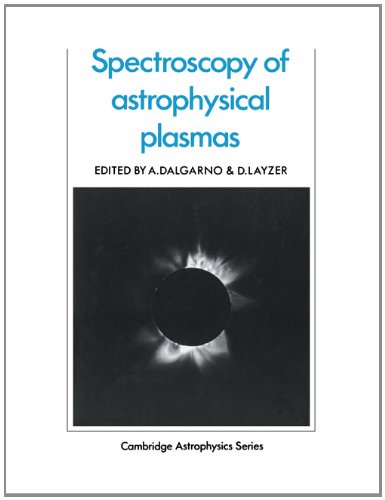 Spectroscopy of
astrophysical
plasmas
EDITED BY A.DALGARNO & D.LAYZER
Cambridge Astrophysics Series